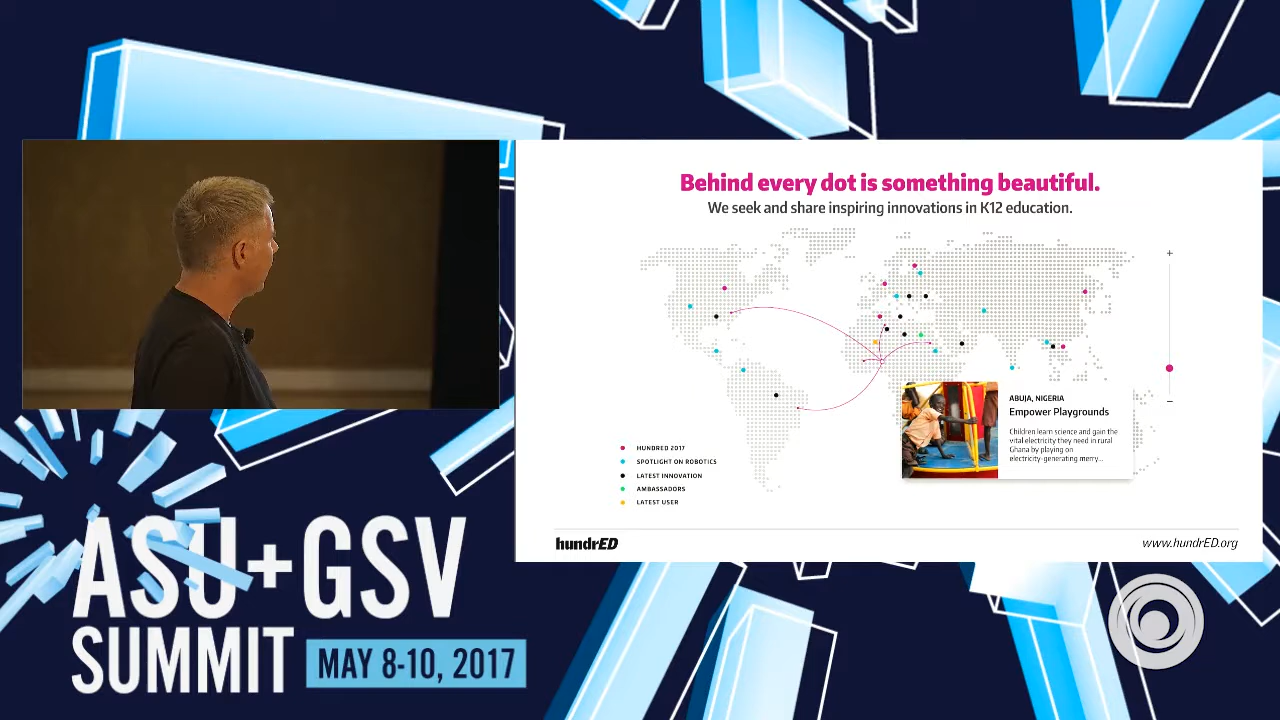 Behind every dot is something beautiful.
We seek and share inspiring innovations in K12 education.
+
−
ABUJA, NIGERIA
Empower Playgrounds
Children learn science and gain the
vital electricity they need in rural
Ghana by playing on
electricity-generating merry...
HUNDRED 2017
SPOTLIGHT ON ROBOTICS
LATEST INNOVATION
AMBASSADORS
LATEST USER
hundrED
www.hundrED.org
ASU+GSV
SUMMIT
MAY 8-10, 2017